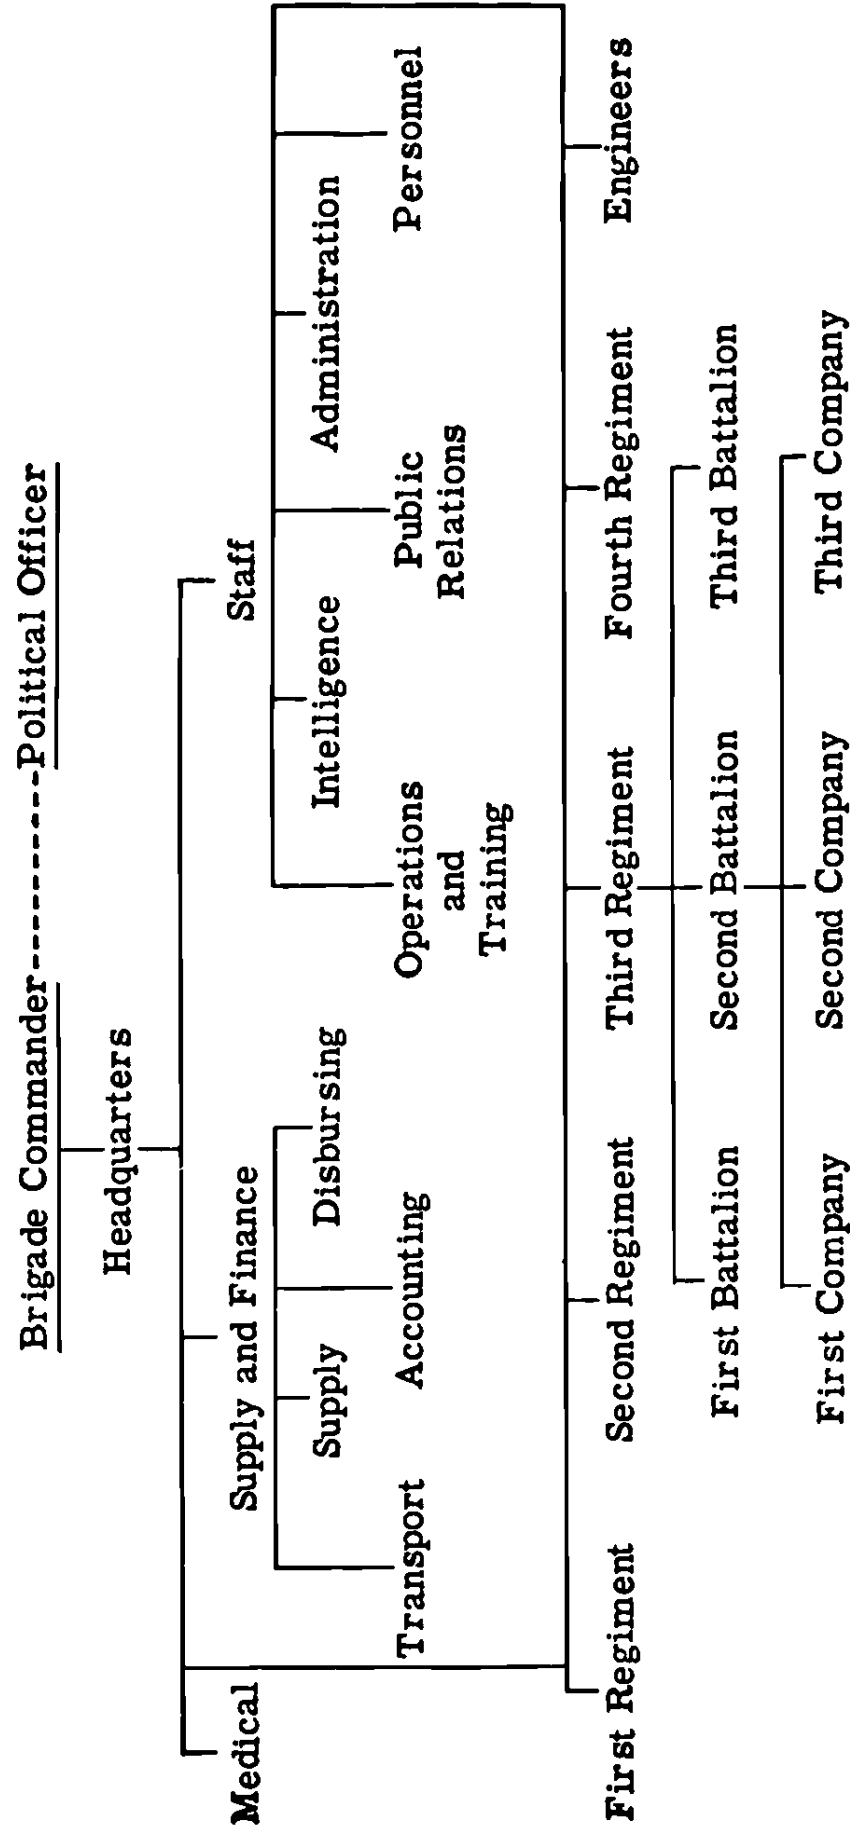 Brigade Commander-----------Political Officer
Headquarters
Medical
Supply and Finance
Staff
Supply
Disbursing
Intelligence
Administration
Transport
Accounting
Operations
and
Training
Public
Relations
Personnel
First Regiment
Second Regiment
Third Regiment
Fourth Regiment
Engineers
First Battalion
Second Battalion
Third Battalion
First Company
Second Company
Third Company